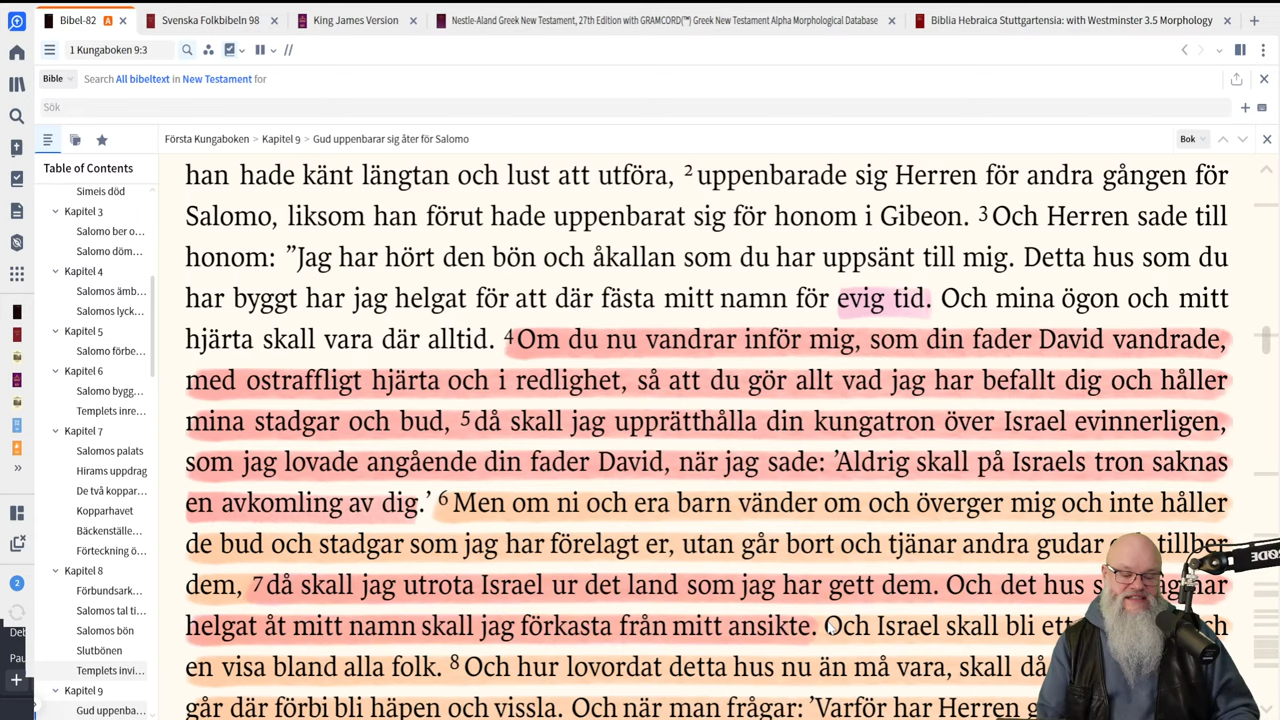 Bibel-82 A
Svenska Folkbibeln 98
King James Version
Nestle-Aland Greek New Testament, 27th Edition with GRAMCORD(™) Greek New Testament Alpha Morphological Database
Biblia Hebraica Stuttgartensia: with Westminster 3.5 Morphology
1 Kungaboken 9:3
Bible Search All bibeltext in New Testament for
Sök
Första Kungaboken > Kapitel 9 > Gud uppenbarar sig åter för Salomo
Bok
Table of Contents
Simeis död
Kapitel 3
Salomo ber o...
Salomo döm...
Kapitel 4
Salomos ämb...
Salomos lyck...
Kapitel 5
Salomo förbe...
Kapitel 6
Salomo bygg...
Templets inre...
Kapitel 7
Salomos palats
Hirams uppdrag
De två koppar...
Kopparhavet
Bäckenställe...
Förteckning ö...
Kapitel 8
Förbundsark...
Salomos tal ti...
Salomos bön
Slutbönen
Templets invi...
Kapitel 9
Gud uppenba...
2
Deb
Pau
han hade känt längtan och lust att utföra, 2 uppenbarade sig Herren för andra gången för
Salomo, liksom han förut hade uppenbarat sig för honom i Gibeon. 3 Och Herren sade till
honom: ”Jag har hört den bön och åkallan som du har uppsänt till mig. Detta hus som du
har byggt har jag helgat för att där fästa mitt namn för evig tid. Och mina ögon och mitt
hjärta skall vara där alltid. 4 Om du nu vandrar inför mig, som din fader David vandrade,
med ostraffligt hjärta och i redlighet, så att du gör allt vad jag har befallt dig och håller
mina stadgar och bud, 5 då skall jag upprätthålla din kungatron över Israel evinnerligen,
som jag lovade angående din fader David, när jag sade: ’Aldrig skall på Israels tron saknas
en avkomling av dig.’ 6 Men om ni och era barn vänder om och överger mig och inte håller
de bud och stadgar som jag har förelagt er, utan går bort och tjänar andra gudar tillber
dem, 7 då skall jag utrota Israel ur det land som jag har gett dem. Och det hus
helgat åt mitt namn skall jag förkasta från mitt ansikte. Och Israel skall bli ett
en visa bland alla folk. 8 Och hur lovordat detta hus nu än må vara, skall då
går där förbi bli häpen och vissla. Och när man frågar: ’Varför har Herren